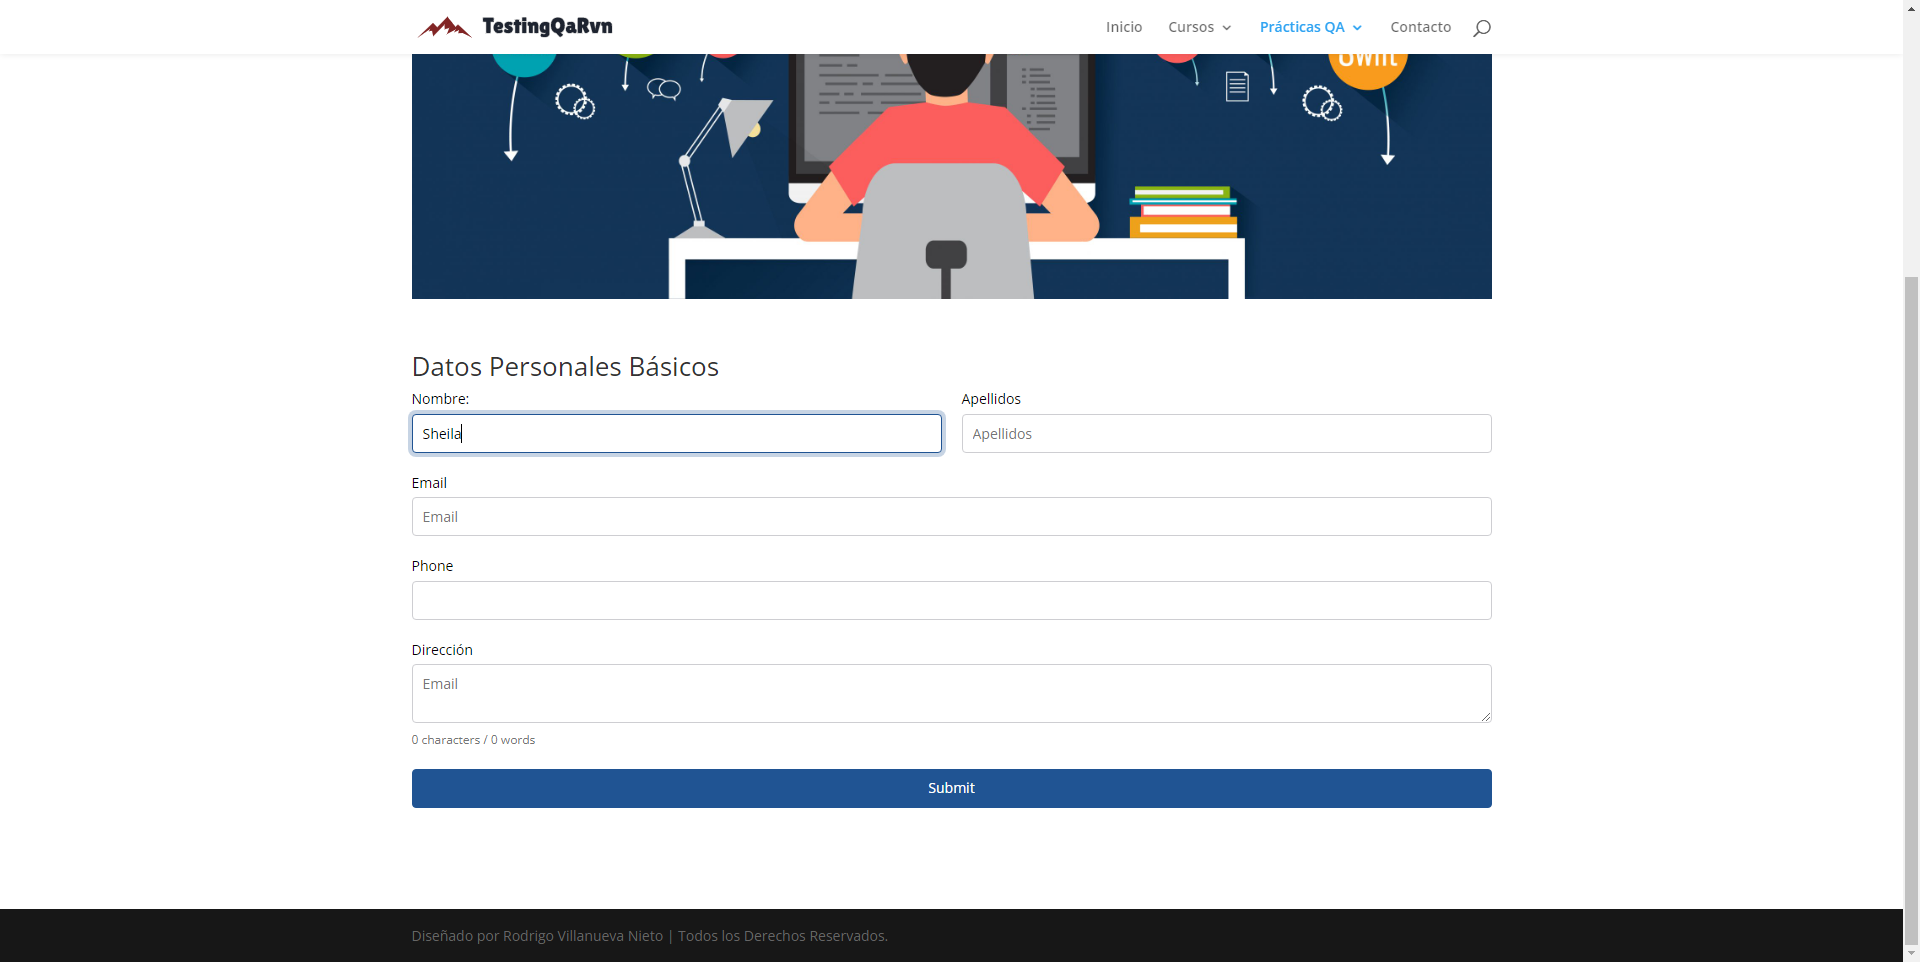 TestingQaRvn
Inicio Cursos Prácticas QA Contacto
Datos Personales Básicos
Nombre: Apellidos
Sheila Apellidos
Email
Email
Phone
Dirección
Email
0 characters / 0 words
Submit
Diseñado por Rodrigo Villanueva Nieto | Todos los Derechos Reservados.